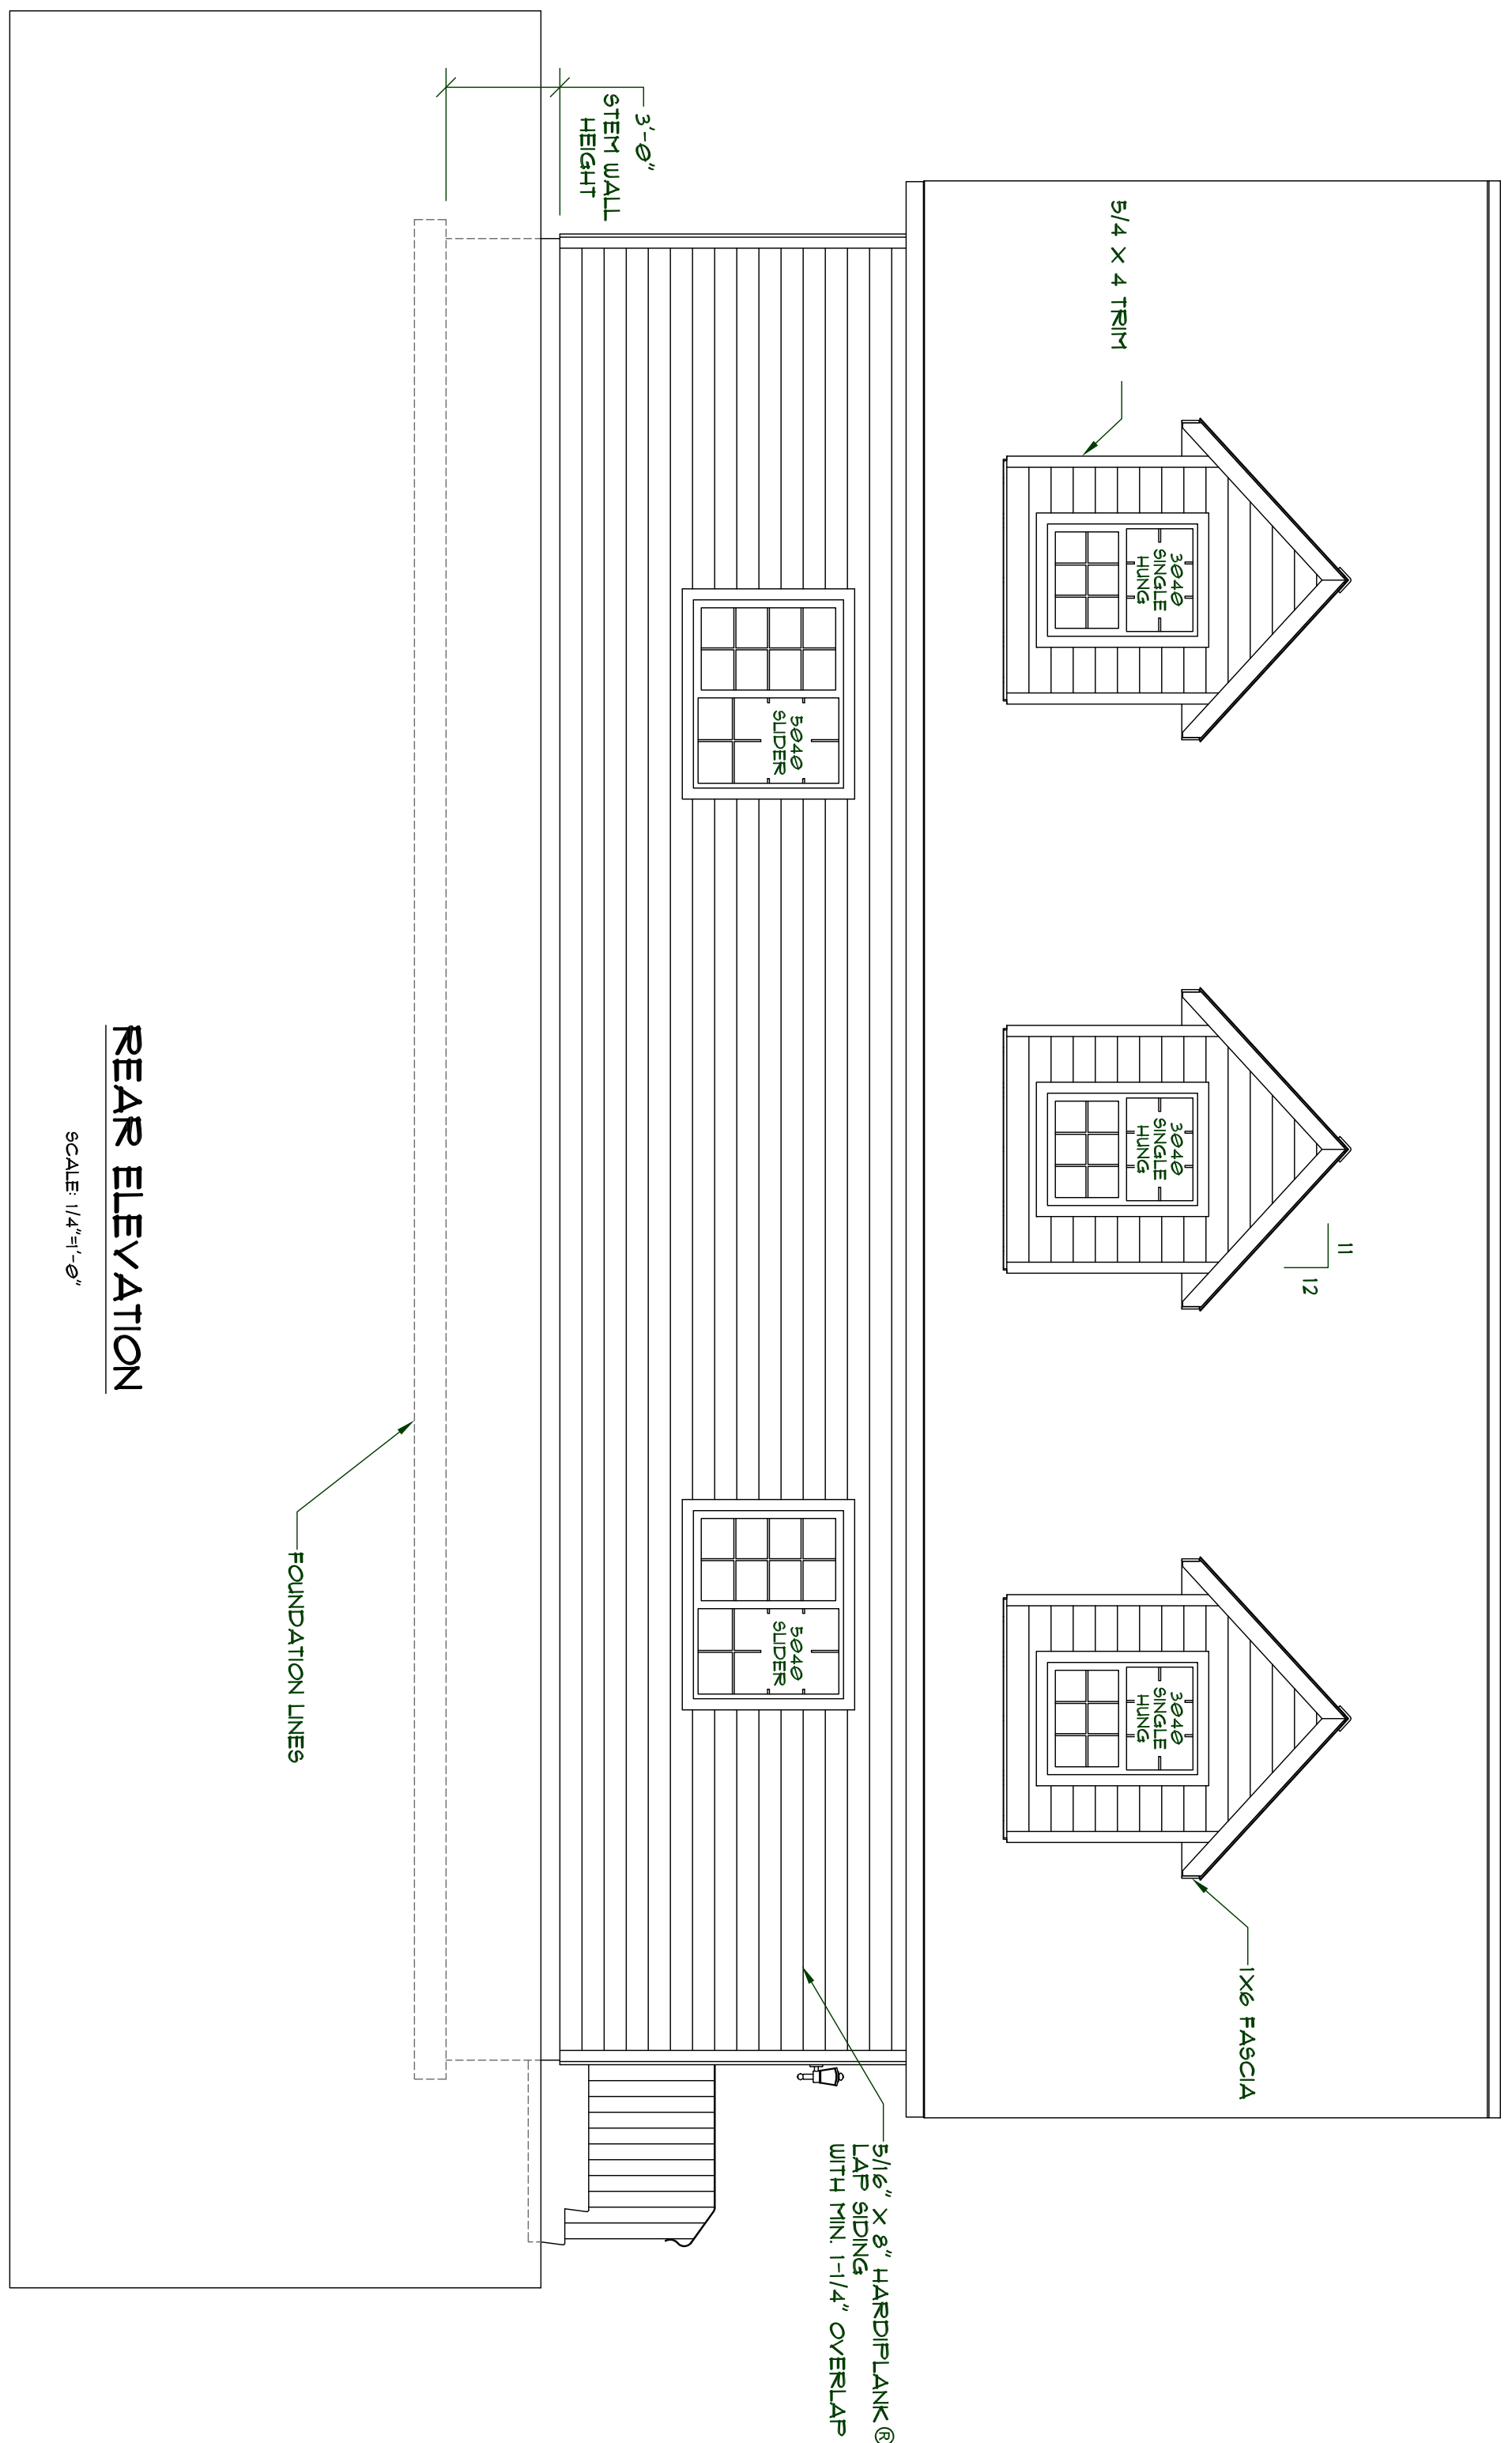 1X6 FASCIA
11
12
5/4 X 4 TRIM
3040
SINGLE
HUNG
3040
SINGLE
HUNG
3040
SINGLE
HUNG
5/16" X 8" HARDIPLANK®
LAP SIDING
WITH MIN. 1-1/4" OVERLAP
5040
SLIDER
5040
SLIDER
3'-0"
STEM WALL
HEIGHT
FOUNDATION LINES
REAR ELEVATION
SCALE: 1/4"=1'-0"